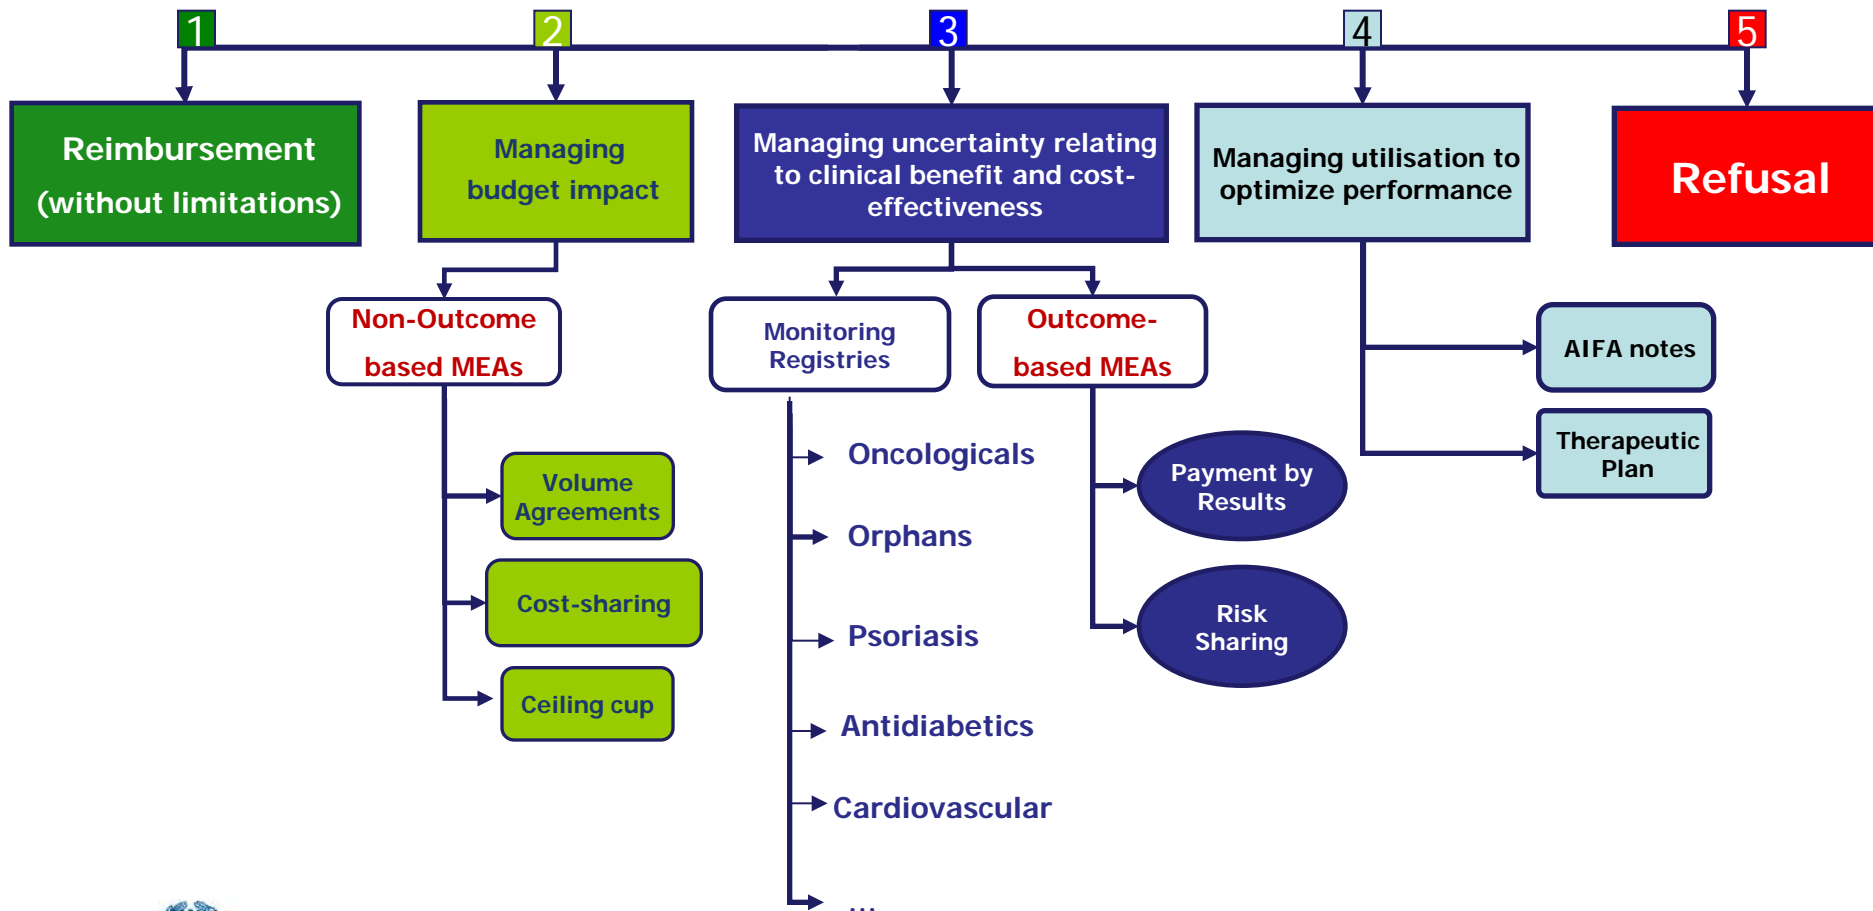 1
2
3
4
5
Reimbursement
(without limitations)
Managing
budget impact
Managing uncertainty relating
to clinical benefit and cost-
effectiveness
Managing utilisation to
optimize performance
Refusal
Non-Outcome
based MEAs
Monitoring
Registries
Outcome-
based MEAs
AIFA notes
Therapeutic
Plan
Volume
Agreements
Cost-sharing
Ceiling cup
Oncologicals
Orphans
Psoriasis
Antidiabetics
Cardiovascular
...
Payment by
Results
Risk
Sharing